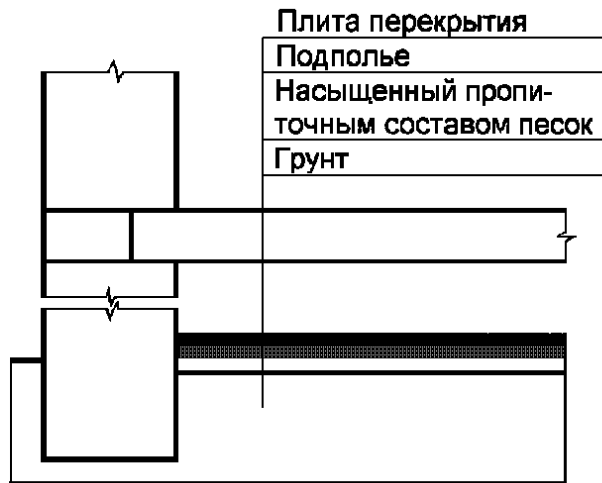 Плита перекрытия
Подполье
Насыщенный пропи-
точным составом песок
Грунт